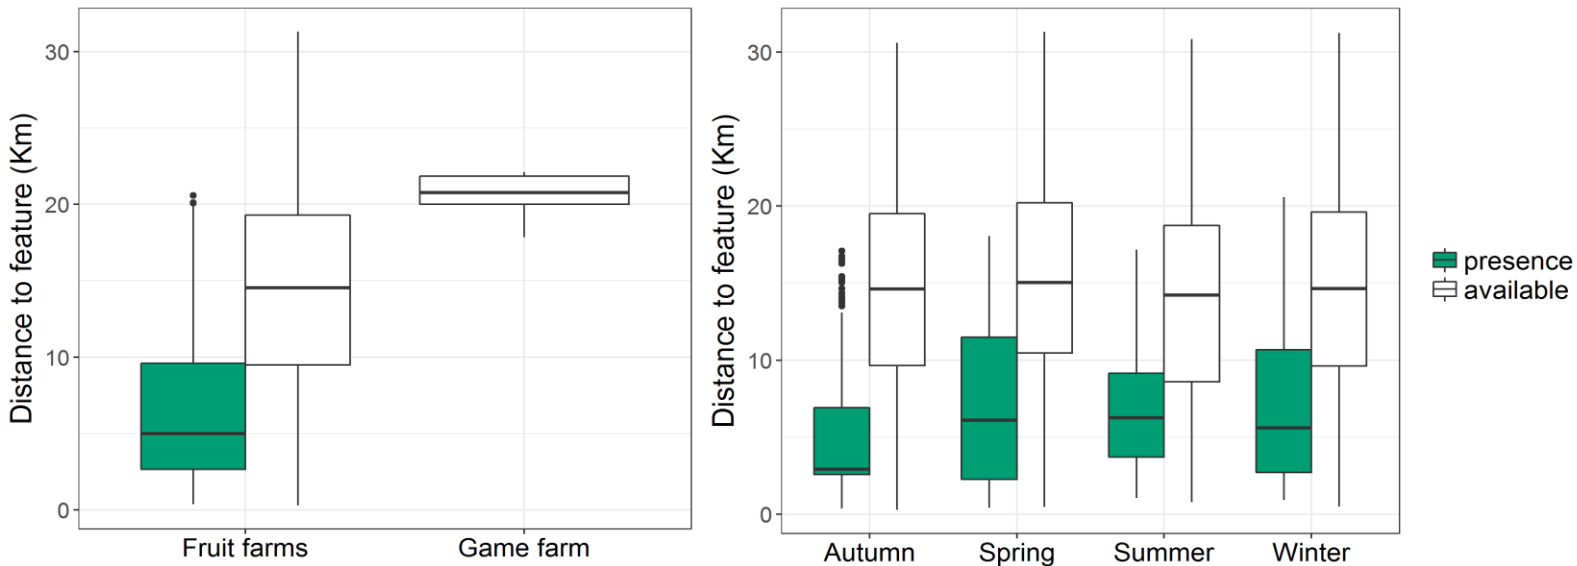 Distance to feature (Km)
30
20
10
0
Fruit farms
Game farm
Distance to feature (Km)
30
20
10
0
Autumn
Spring
Summer
Winter
presence
available